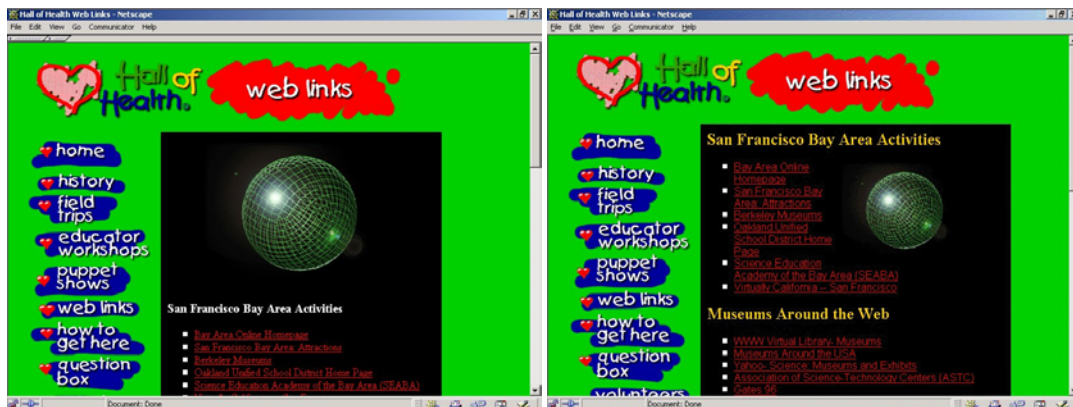 Hall of Health Web Links - Netscape
File Edit View Go Communicator Help
Hall of
Health.
web links
home
history
field
trips
educator
workshops
puppet
shows
web links
how to
get here
question
box
San Francisco Bay Area Activities
Bay Area Online Homepage
San Francisco Bay Area: Attractions
Berkeley Museums
Oakland Unified School District Home Page
Science Education Academy of the Bay Area (SEABA)
Document: Done
Hall of Health Web Links - Netscape
File Edit View Go Communicator Help
Hall of
Health.
web links
home
history
field
trips
educator
workshops
puppet
shows
web links
how to
get here
question
box
volunteers
San Francisco Bay Area Activities
Bay Area Online
Homepage
San Francisco Bay
Area: Attractions
Berkeley Museums
Oakland Unified
School District Home
Page
Science Education
Academy of the Bay Area (SEABA)
Virtually California -- San Francisco
Museums Around the Web
WWW Virtual Library- Museums
Museums Around the USA
Yahoo- Science: Museums and Exhibits
Association of Science-Technology Centers (ASTC)
Gates 96
Document: Done